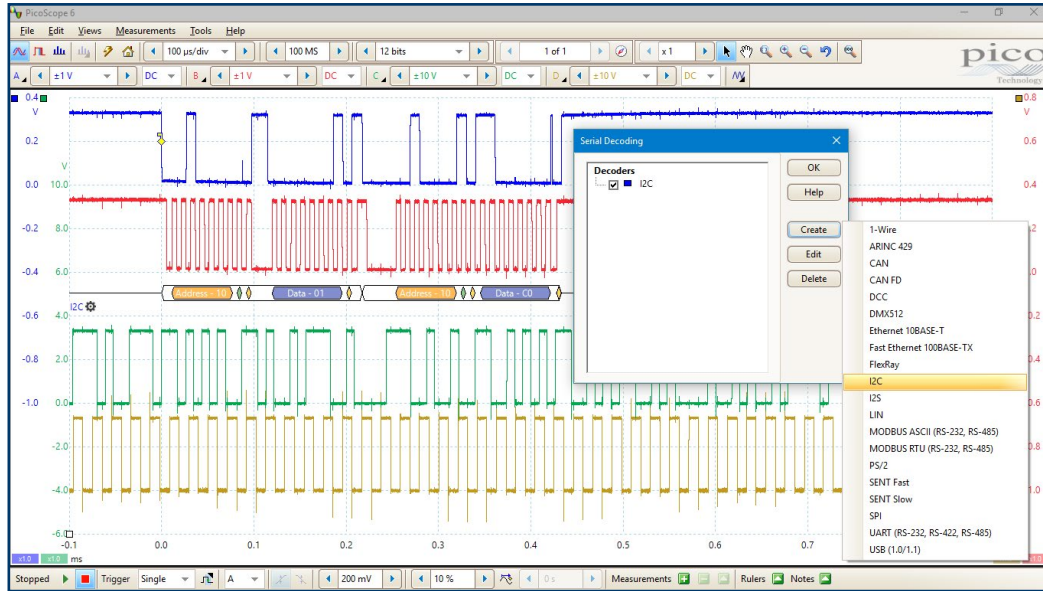 PicoScope 6
File Edit Views Measurements Tools Help
100 µs/div 100 MS 12 bits 1 of 1 x 1
pico
Technology
A ±1 V DC B ±1 V DC C ±10 V DC D ±10 V DC
0.4 0.8
V V
0.2 0.6
V
0.0 10.0 0.4
-0.2 8.0 .2
-0.4 6.0 .0
Address - 10 Data - 01 Address - 10 Data - C0
I2C
-0.6 4.0 0.2
-0.8 2.0 0.4
-1.0 0.0 0.6
-2.0 0.8
-4.0 1.0
-6.0
-0.1 0.0 0.1 0.2 0.3 0.4 0.5 0.6 0.7
x1.0 x1.0 ms
Serial Decoding
Decoders
I2C
OK
Help
Create
Edit
Delete
1-Wire
ARINC 429
CAN
CAN FD
DCC
DMX512
Ethernet 10BASE-T
Fast Ethernet 100BASE-TX
FlexRay
I2C
I2S
LIN
MODBUS ASCII (RS-232, RS-485)
MODBUS RTU (RS-232, RS-485)
PS/2
SENT Fast
SENT Slow
SPI
UART (RS-232, RS-422, RS-485)
USB (1.0/1.1)
Stopped Trigger Single A 200 mV 10 % 0 s Measurements Rulers Notes